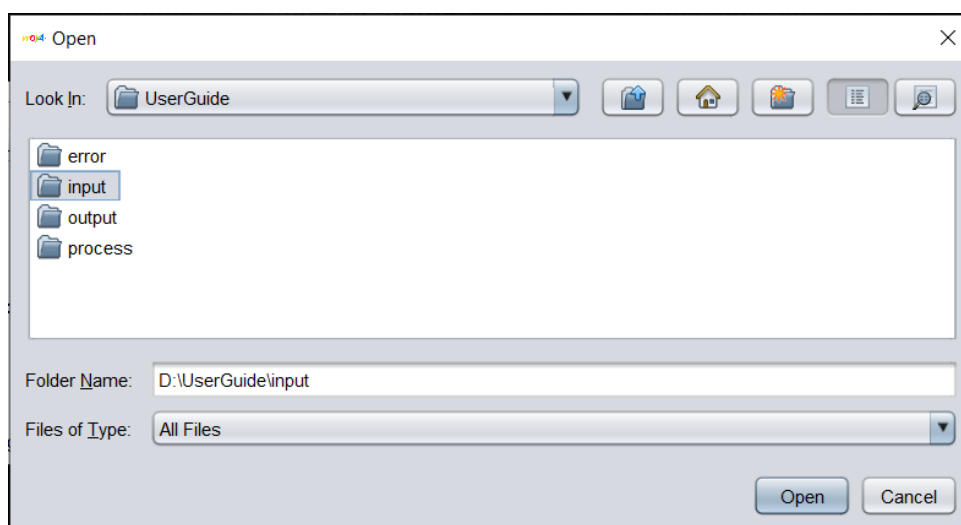 Open
Look In: UserGuide
error
input
output
process
Folder Name: D:\UserGuide\input
Files of Type: All Files
Open Cancel